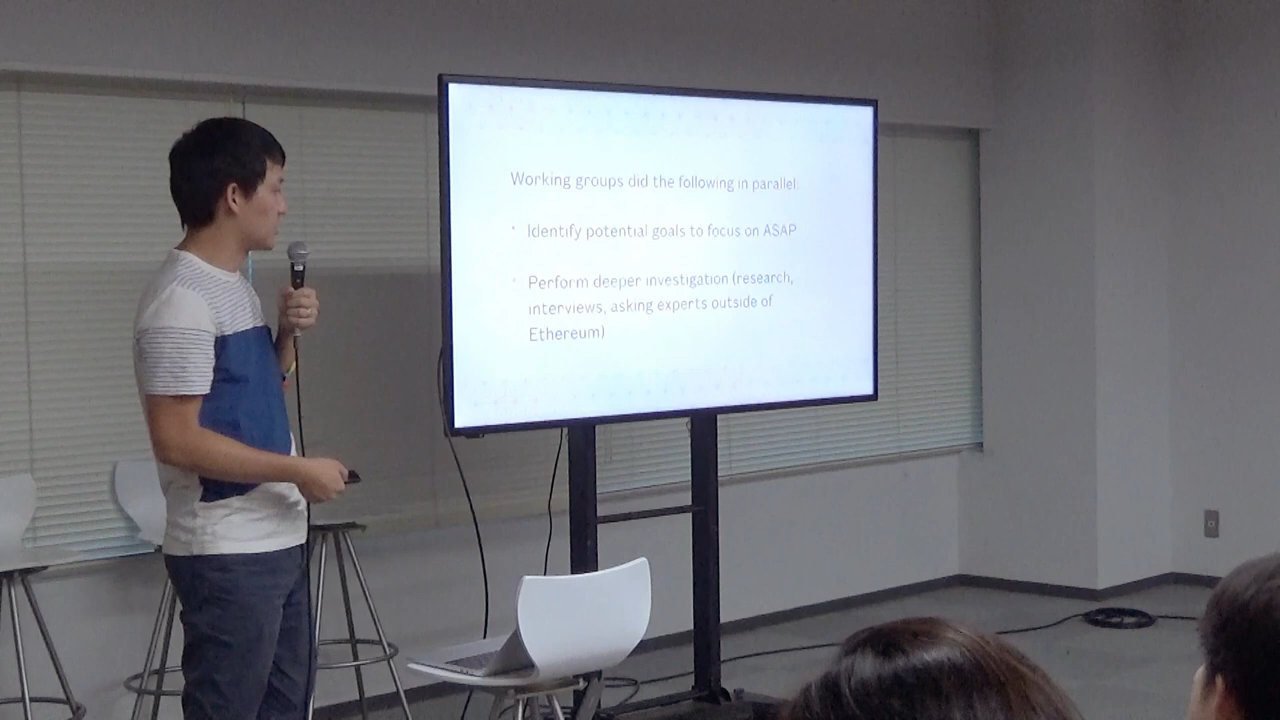 Working groups did the following in parallel.
· Identify potential goals to focus on ASAP
· Perform deeper investigation (research,
interviews, asking experts outside of
Ethereum)